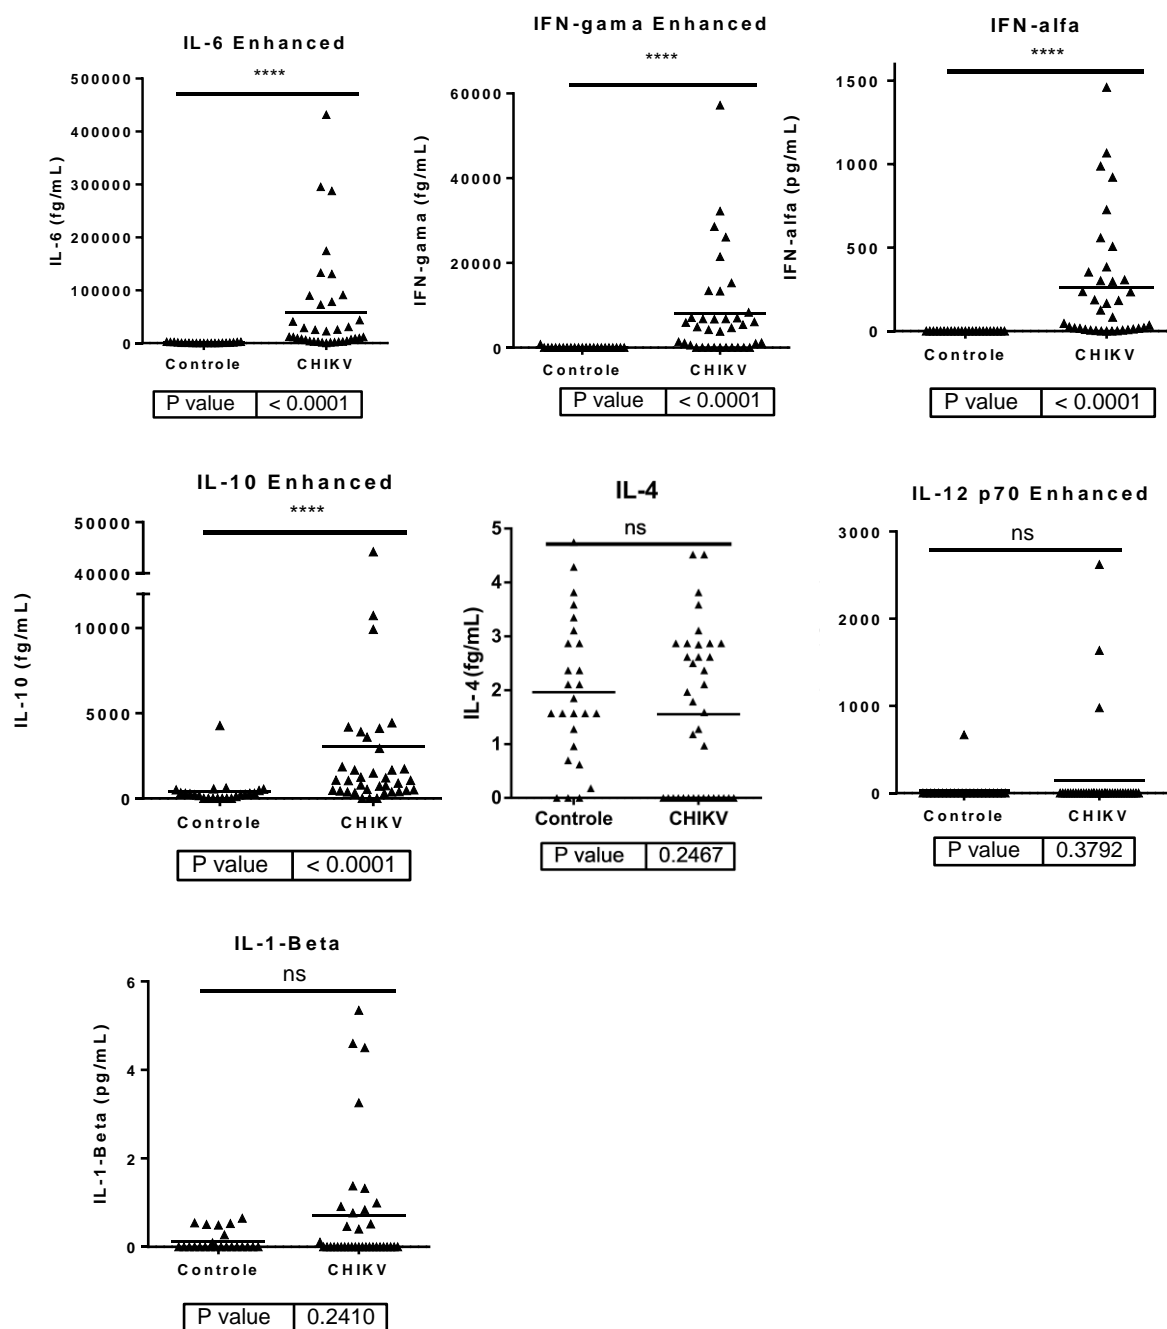 IL-6 Enhanced
****
500000
400000
300000
200000
100000
0
IL-6 (fg/mL)
Controle CHIKV
P value < 0.0001
IFN-gama Enhanced
****
60000
40000
20000
0
IFN-gama (fg/mL)
Controle CHIKV
P value < 0.0001
IFN-alfa
****
1500
1000
500
0
IFN-alfa (pg/mL)
Controle CHIKV
P value < 0.0001
IL-10 Enhanced
****
50000
40000
10000
5000
0
IL-10 (fg/mL)
Controle CHIKV
P value < 0.0001
IL-4
ns
5
4
3
2
1
0
IL-4 (fg/mL)
Controle CHIKV
P value 0.2467
IL-12 p70 Enhanced
ns
3000
2000
1000
0
Controle CHIKV
P value 0.3792
IL-1-Beta
ns
6
4
2
0
IL-1-Beta (pg/mL)
Controle CHIKV
P value 0.2410